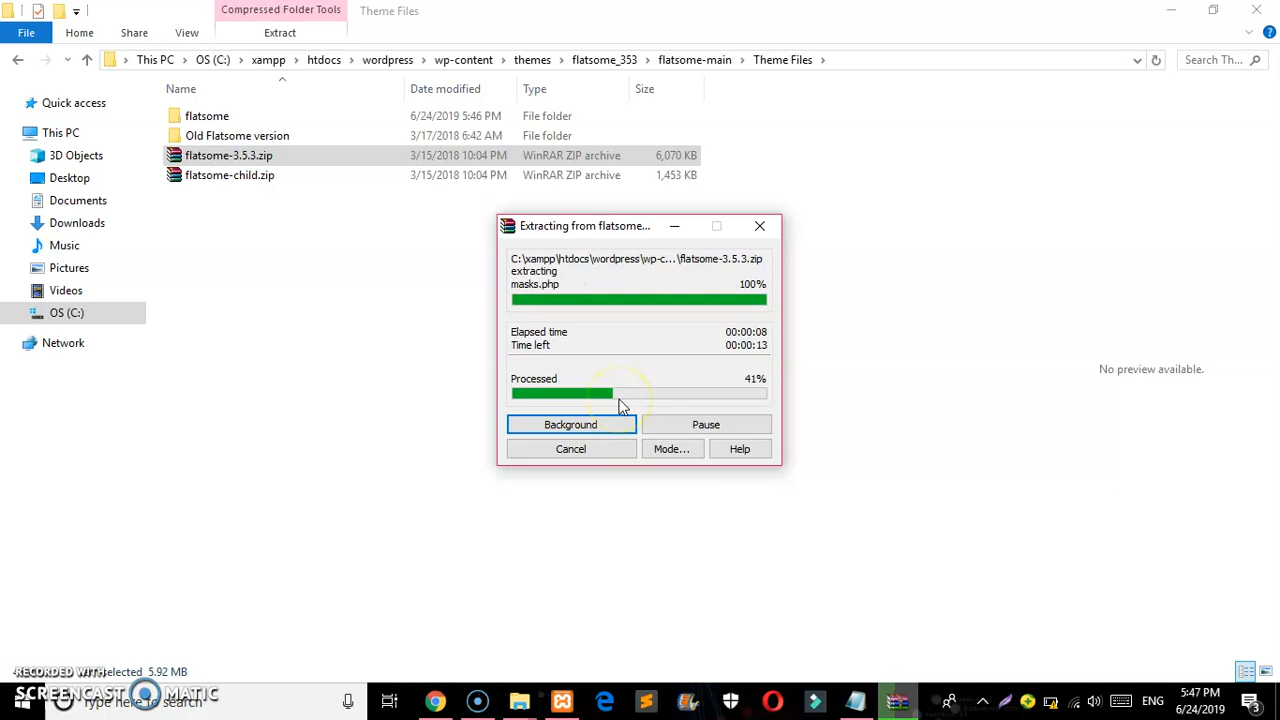 Compressed Folder Tools
Theme Files
File
Home
Share
View
Extract
This PC
OS (C:)
xampp
htdocs
wordpress
wp-content
themes
flatsome_353
flatsome-main
Theme Files
Search Th...
Name
Date modified
Type
Size
Quick access
This PC
3D Objects
Desktop
Documents
Downloads
Music
Pictures
Videos
OS (C:)
Network
flatsome 6/24/2019 5:46 PM File folder
Old Flatsome version 3/17/2018 6:42 AM File folder
flatsome-3.5.3.zip 3/15/2018 10:04 PM WinRAR ZIP archive 6,070 KB
flatsome-child.zip 3/15/2018 10:04 PM WinRAR ZIP archive 1,453 KB
Extracting from flatsome...
C:\xampp\htdocs\wordpress\wp-c...\flatsome-3.5.3.zip
extracting
masks.php 100%
Elapsed time 00:00:08
Time left 00:00:13
Processed 41%
Background
Pause
Cancel
Mode...
Help
No preview available.
selected 5.92 MB
RECORDED WITH
SCREENCAST MATIC
Type here to search
ENG
5:47 PM
6/24/2019
3